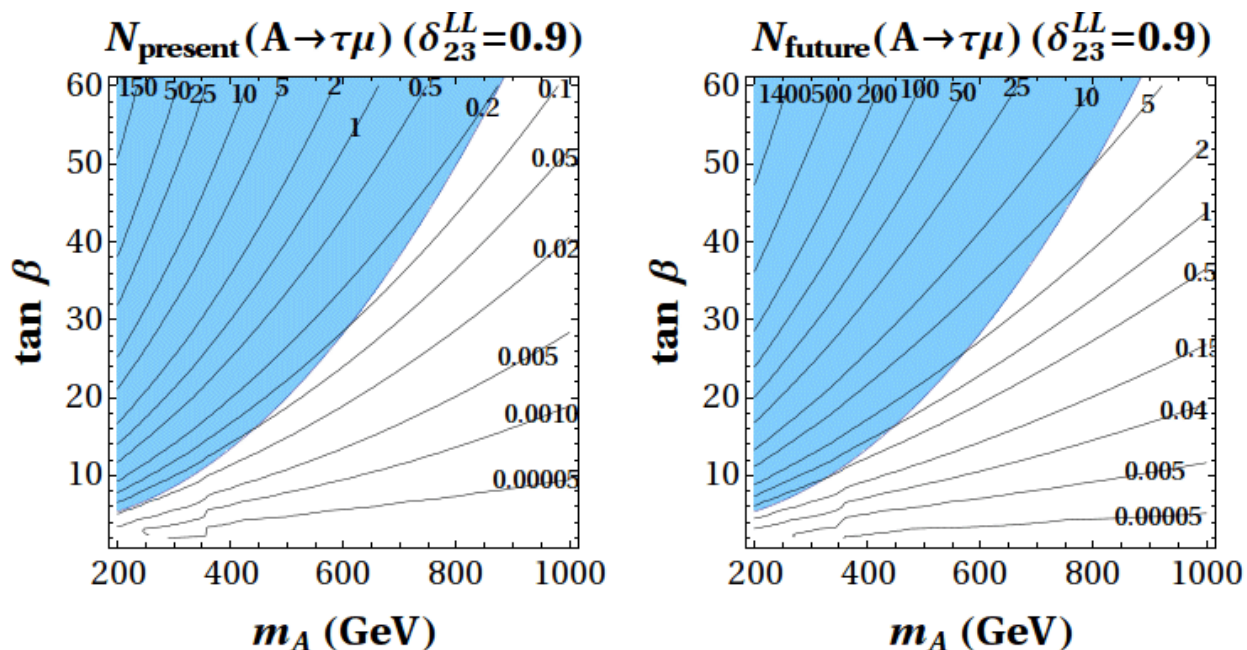 N_present(A→τμ) (δ_23^LL=0.9)
150 50 25 10 5 2 0.5 0.1
0.2
1
0.05
0.02
0.005
0.0010
0.00005
60
50
40
30
20
10
tan β
200 400 600 800 1000
m_A (GeV)
N_future(A→τμ) (δ_23^LL=0.9)
1400 500 200 100 50 25 10 5
2
1
0.5
0.15
0.04
0.005
0.00005
60
50
40
30
20
10
tan β
200 400 600 800 1000
m_A (GeV)